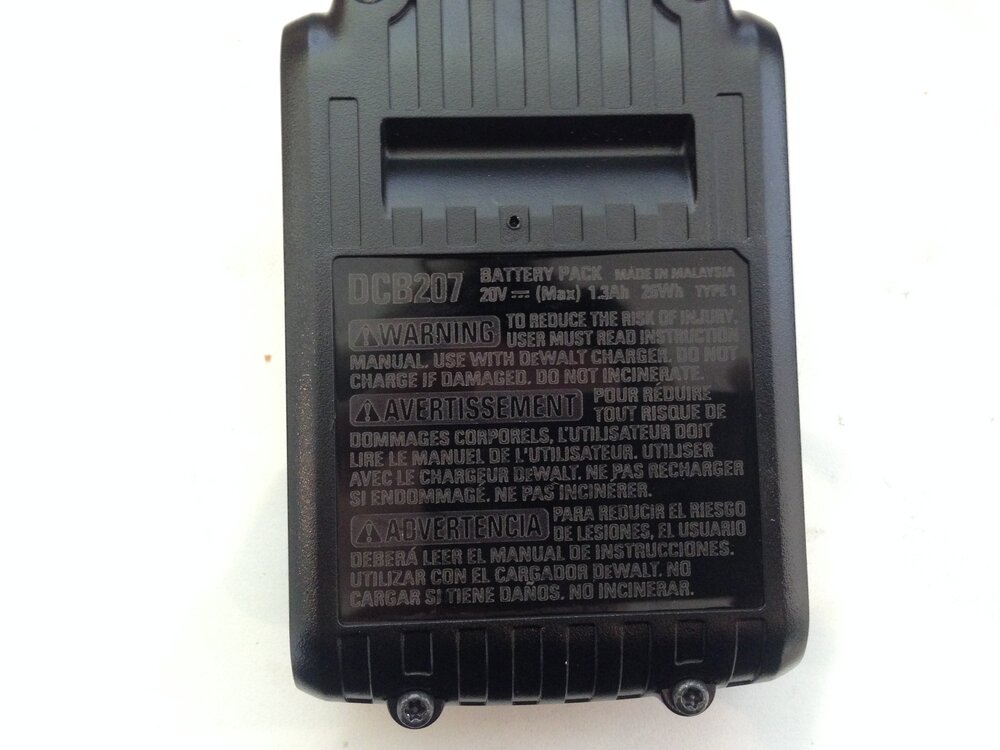 DCB207 BATTERY PACK MADE IN MALAYSIA
20V ⎓ (Max) 1.3Ah 26Wh TYPE 1
WARNING TO REDUCE THE RISK OF INJURY,
USER MUST READ INSTRUCTION
MANUAL. USE WITH DeWALT CHARGER. DO NOT
CHARGE IF DAMAGED. DO NOT INCINERATE.
AVERTISSEMENT POUR RÉDUIRE
TOUT RISQUE DE
DOMMAGES CORPORELS, L'UTILISATEUR DOIT
LIRE LE MANUEL DE L'UTILISATEUR. UTILISER
AVEC LE CHARGEUR DeWALT. NE PAS RECHARGER
SI ENDOMMAGÉ. NE PAS INCINERER.
ADVERTENCIA PARA REDUCIR EL RIESGO
DE LESIONES, EL USUARIO
DEBERÁ LEER EL MANUAL DE INSTRUCCIONES.
UTILIZAR CON EL CARGADOR DeWALT. NO
CARGAR SI TIENE DAÑOS. NO INCINERAR.